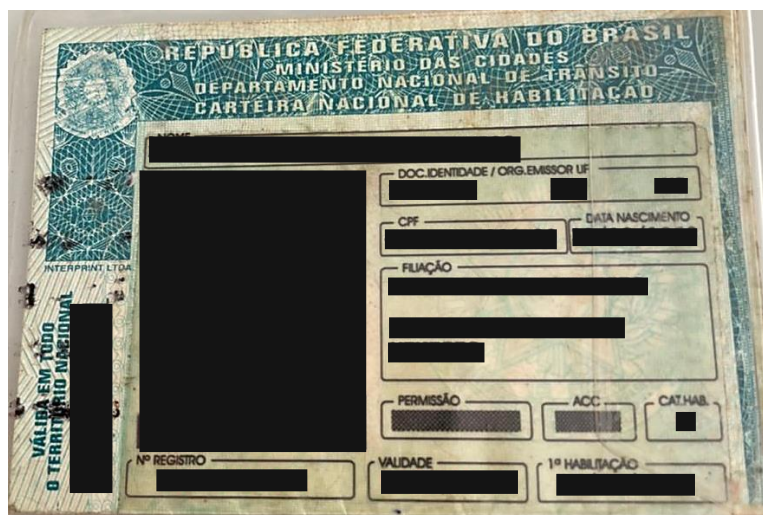 REPÚBLICA FEDERATIVA DO BRASIL
MINISTÉRIO DAS CIDADES
DEPARTAMENTO NACIONAL DE TRÂNSITO
CARTEIRA NACIONAL DE HABILITAÇÃO
NOME
DOC.IDENTIDADE / ORG.EMISSOR UF
CPF
DATA NASCIMENTO
FILIAÇÃO
INTERPRINT LTDA.
VÁLIDA EM TODO
O TERRITÓRIO NACIONAL
PERMISSÃO
ACC
CAT.HAB.
Nº REGISTRO
VALIDADE
1ª HABILITAÇÃO